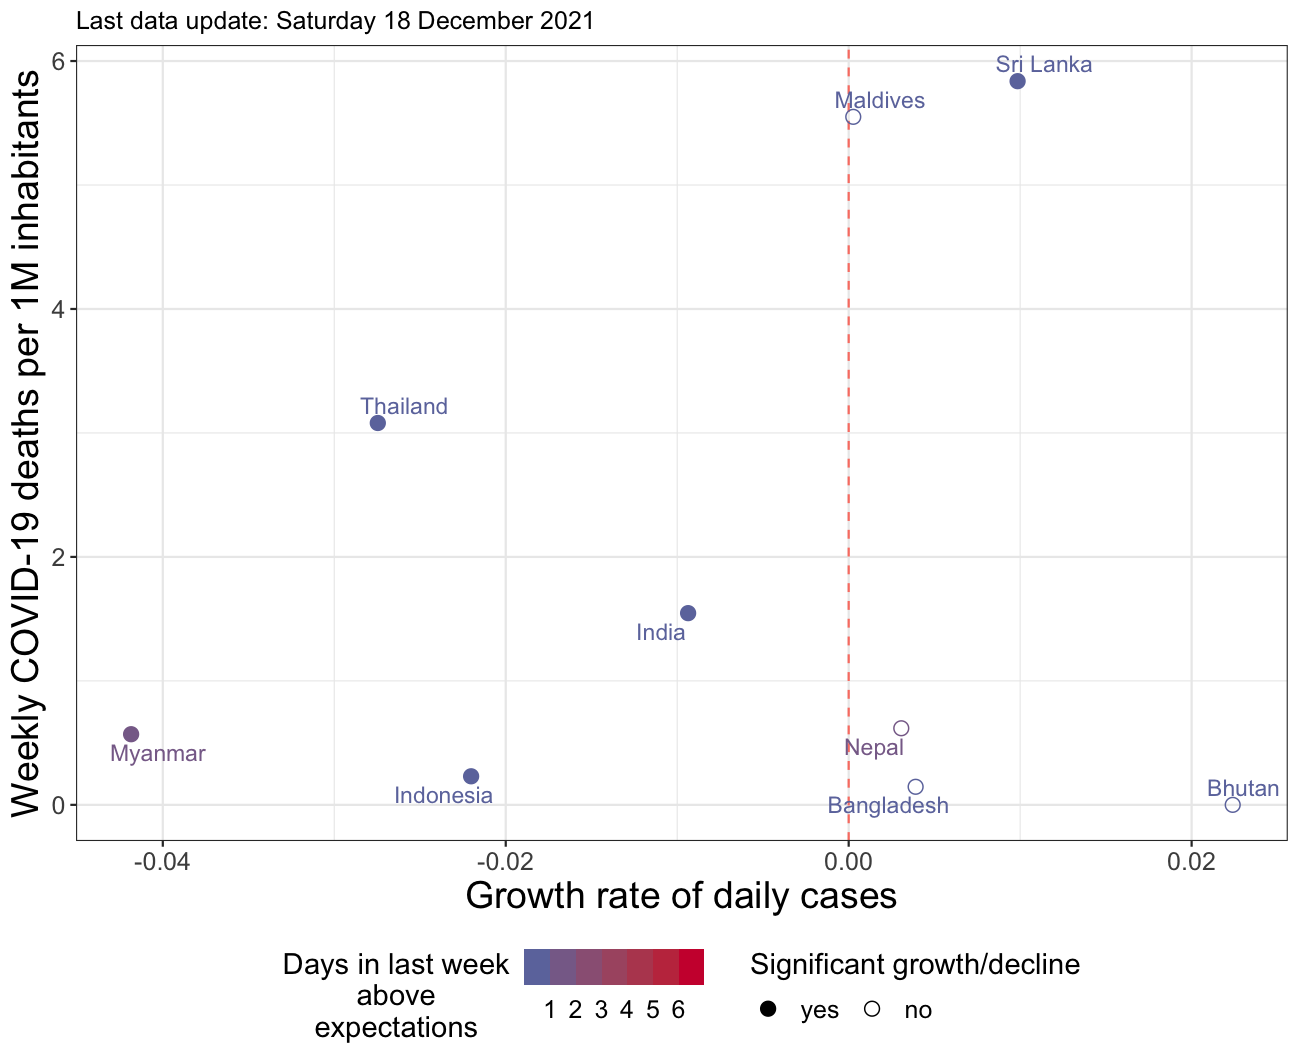 Last data update: Saturday 18 December 2021
Weekly COVID-19 deaths per 1M inhabitants
6
4
2
0
Sri Lanka
Maldives
Thailand
India
Myanmar
Nepal
Indonesia
Bangladesh
Bhutan
-0.04 -0.02 0.00 0.02
Growth rate of daily cases
Days in last week
above
expectations
1 2 3 4 5 6
Significant growth/decline
yes no